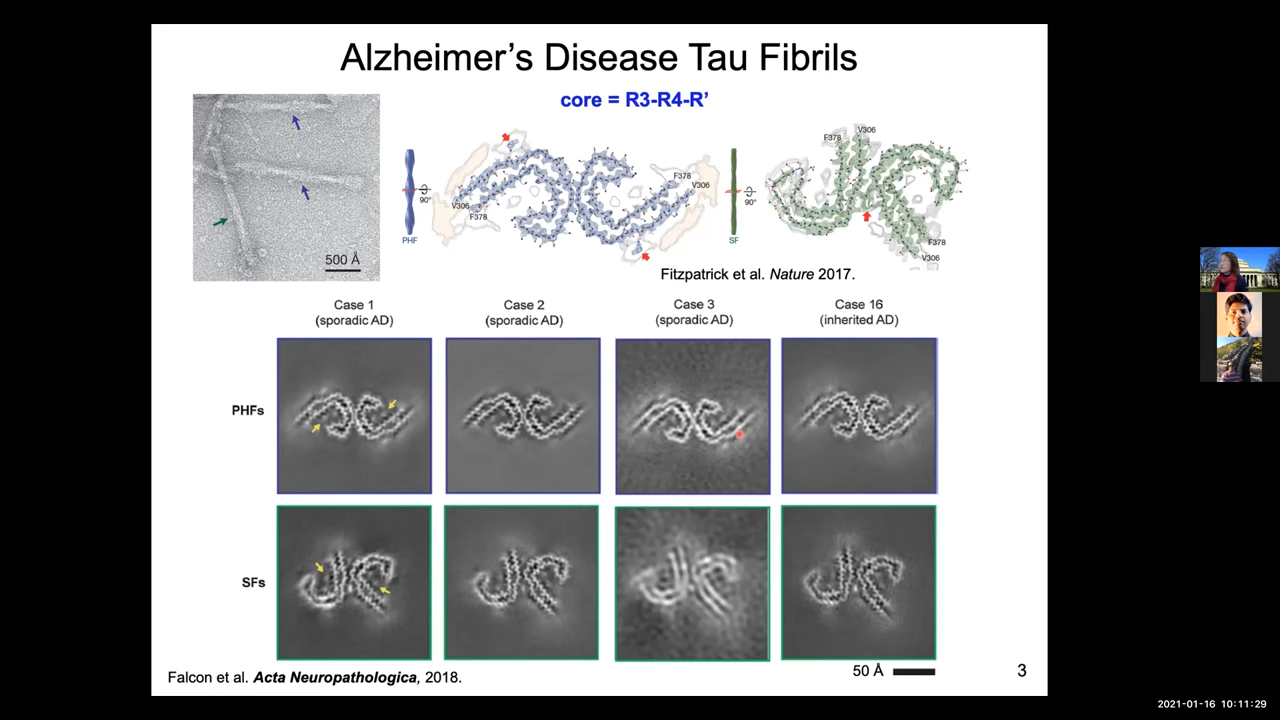 Alzheimer’s Disease Tau Fibrils
core = R3-R4-R’
500 Å
PHF
90°
V306
F378
F378
V306
SF
90°
F378
V306
F378
V306
Fitzpatrick et al. Nature 2017.
Case 1
(sporadic AD)
Case 2
(sporadic AD)
Case 3
(sporadic AD)
Case 16
(inherited AD)
PHFs
SFs
50 Å
Falcon et al. Acta Neuropathologica, 2018.
3
2021-01-16 10:11:29